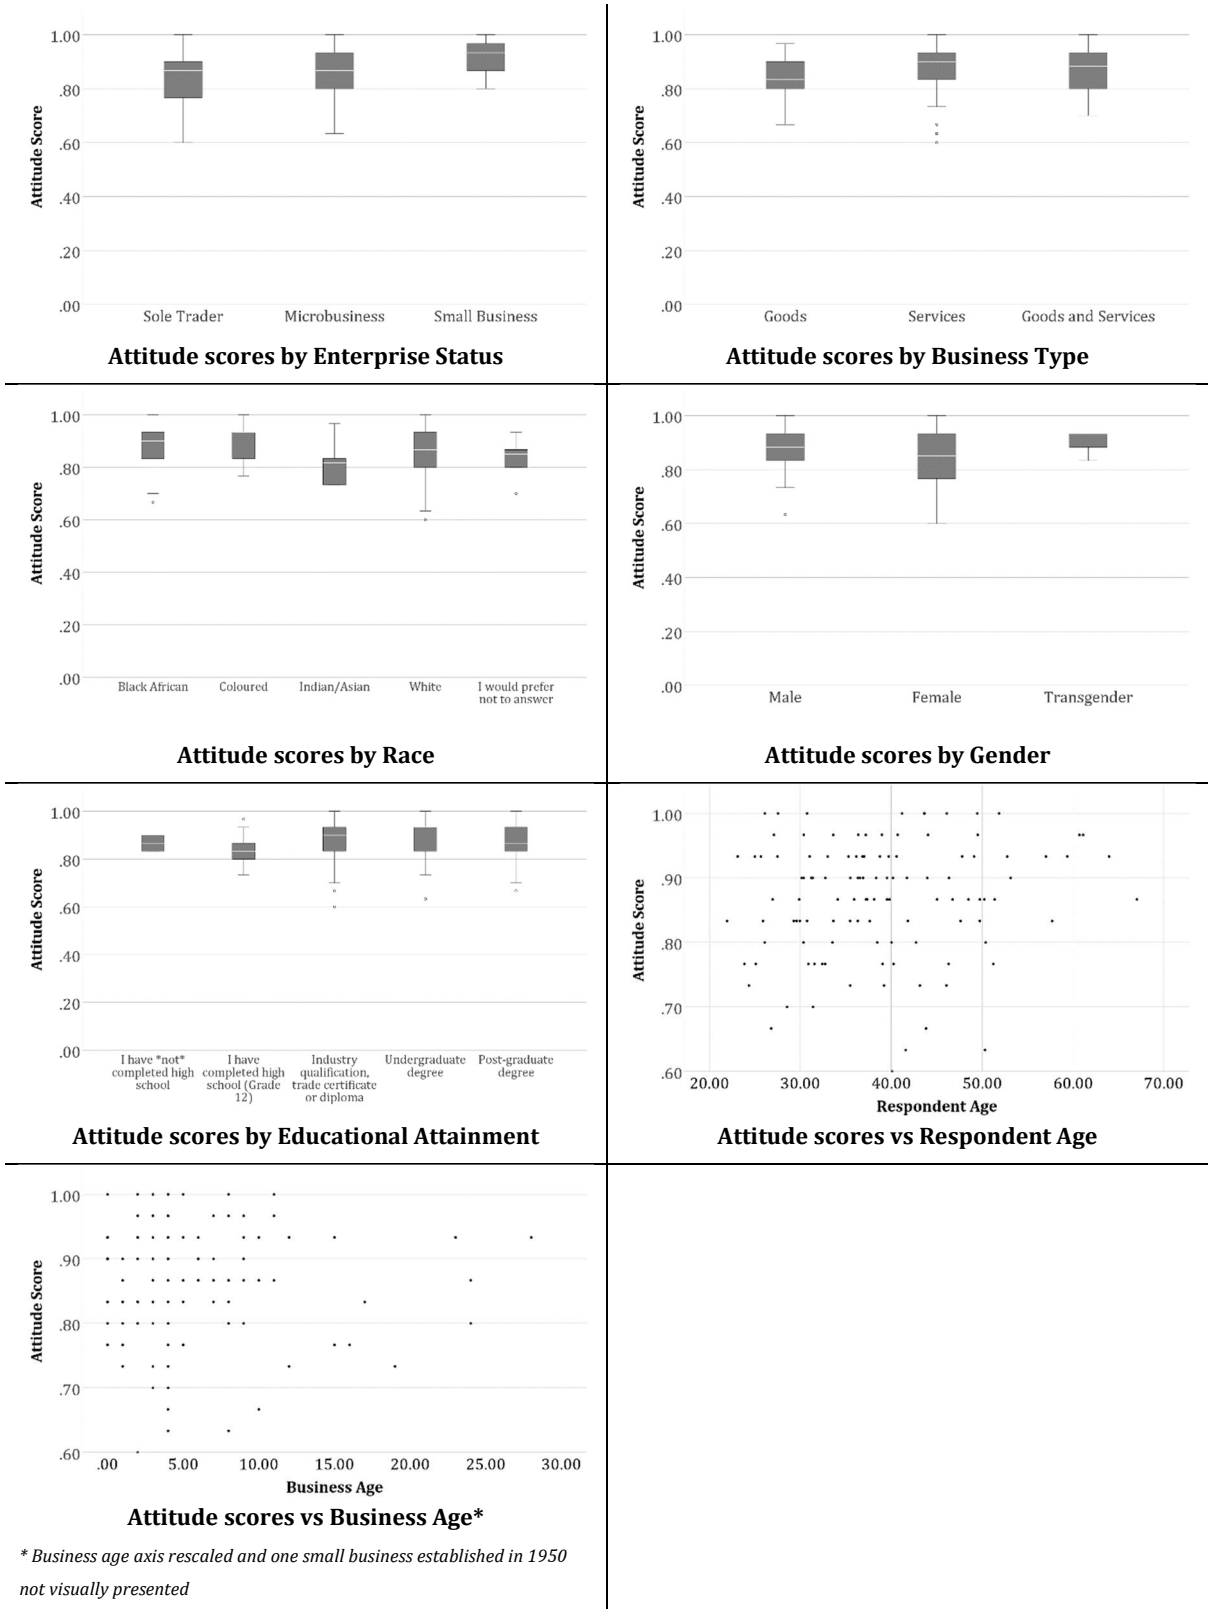 1.00
.80
.60
.40
.20
.00
Attitude Score
Sole Trader Microbusiness Small Business
Attitude scores by Enterprise Status
1.00
.80
.60
.40
.20
.00
Attitude Score
Goods Services Goods and Services
Attitude scores by Business Type
1.00
.80
.60
.40
.20
.00
Attitude Score
Black African Coloured Indian/Asian White I would prefer
not to answer
Attitude scores by Race
1.00
.80
.60
.40
.20
.00
Attitude Score
Male Female Transgender
Attitude scores by Gender
1.00
.80
.60
.40
.20
.00
Attitude Score
I have *not* I have Industry Undergraduate Post-graduate
completed high completed high qualification, degree degree
school school (Grade trade certificate
12) or diploma
Attitude scores by Educational Attainment
1.00
.90
.80
.70
.60
Attitude Score
20.00 30.00 40.00 50.00 60.00 70.00
Respondent Age
Attitude scores vs Respondent Age
1.00
.90
.80
.70
.60
Attitude Score
.00 5.00 10.00 15.00 20.00 25.00 30.00
Business Age
Attitude scores vs Business Age*
* Business age axis rescaled and one small business established in 1950
not visually presented